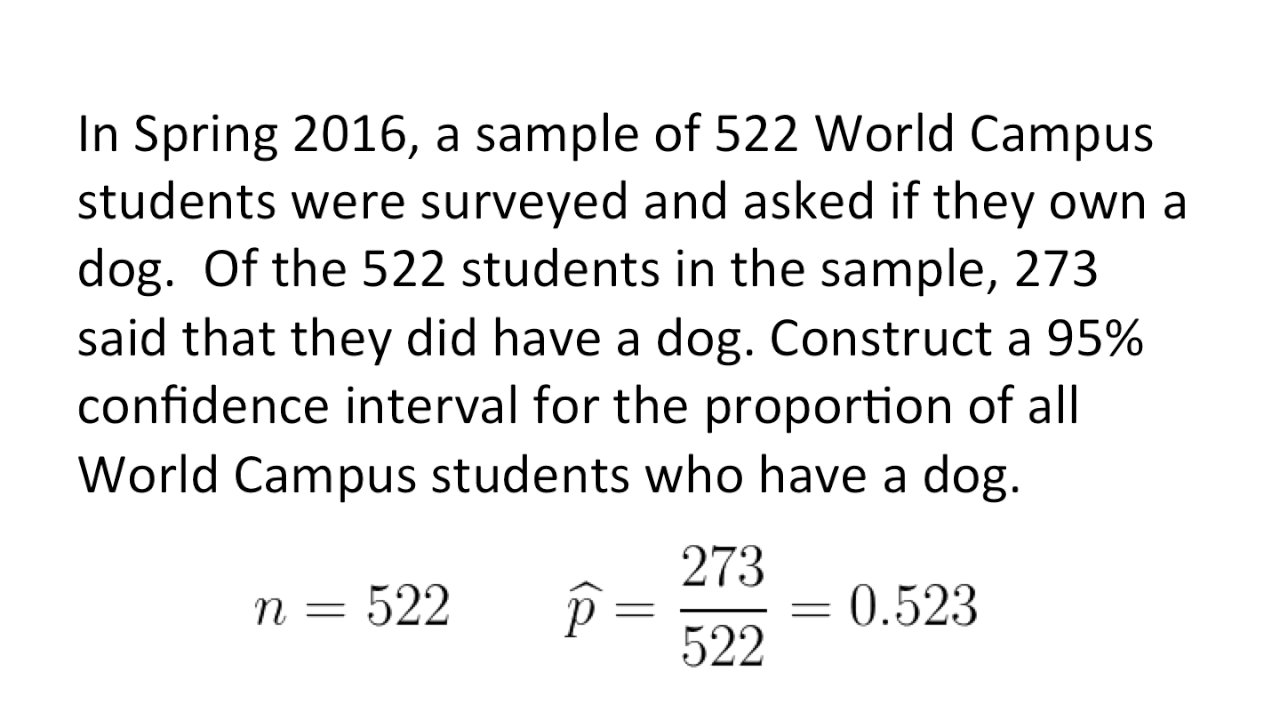 In Spring 2016, a sample of 522 World Campus
students were surveyed and asked if they own a
dog.  Of the 522 students in the sample, 273
said that they did have a dog. Construct a 95%
confidence interval for the proportion of all
World Campus students who have a dog.
n = 522   p̂ = 273/522 = 0.523